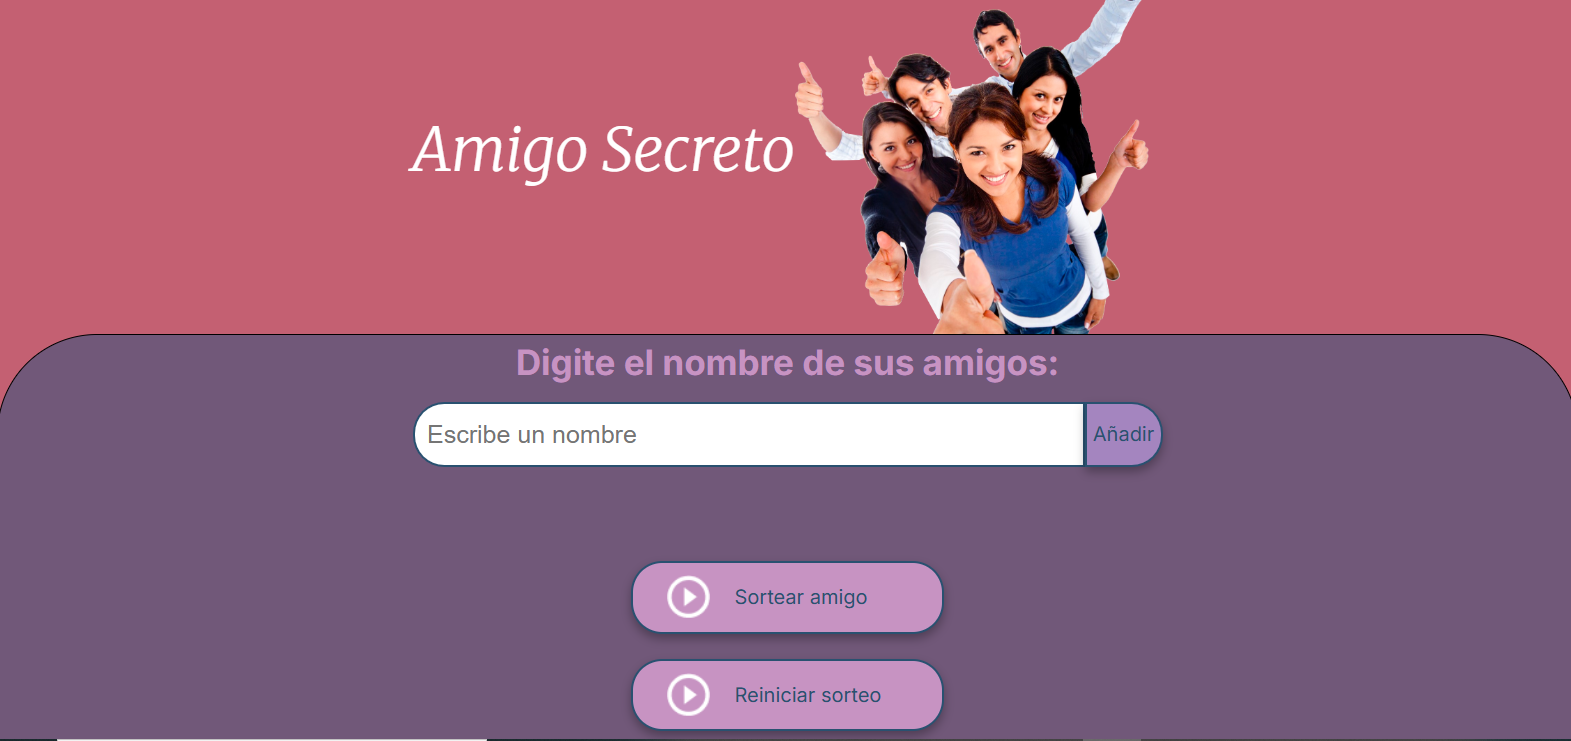 Amigo Secreto
Digite el nombre de sus amigos:
Escribe un nombre
Añadir
Sortear amigo
Reiniciar sorteo